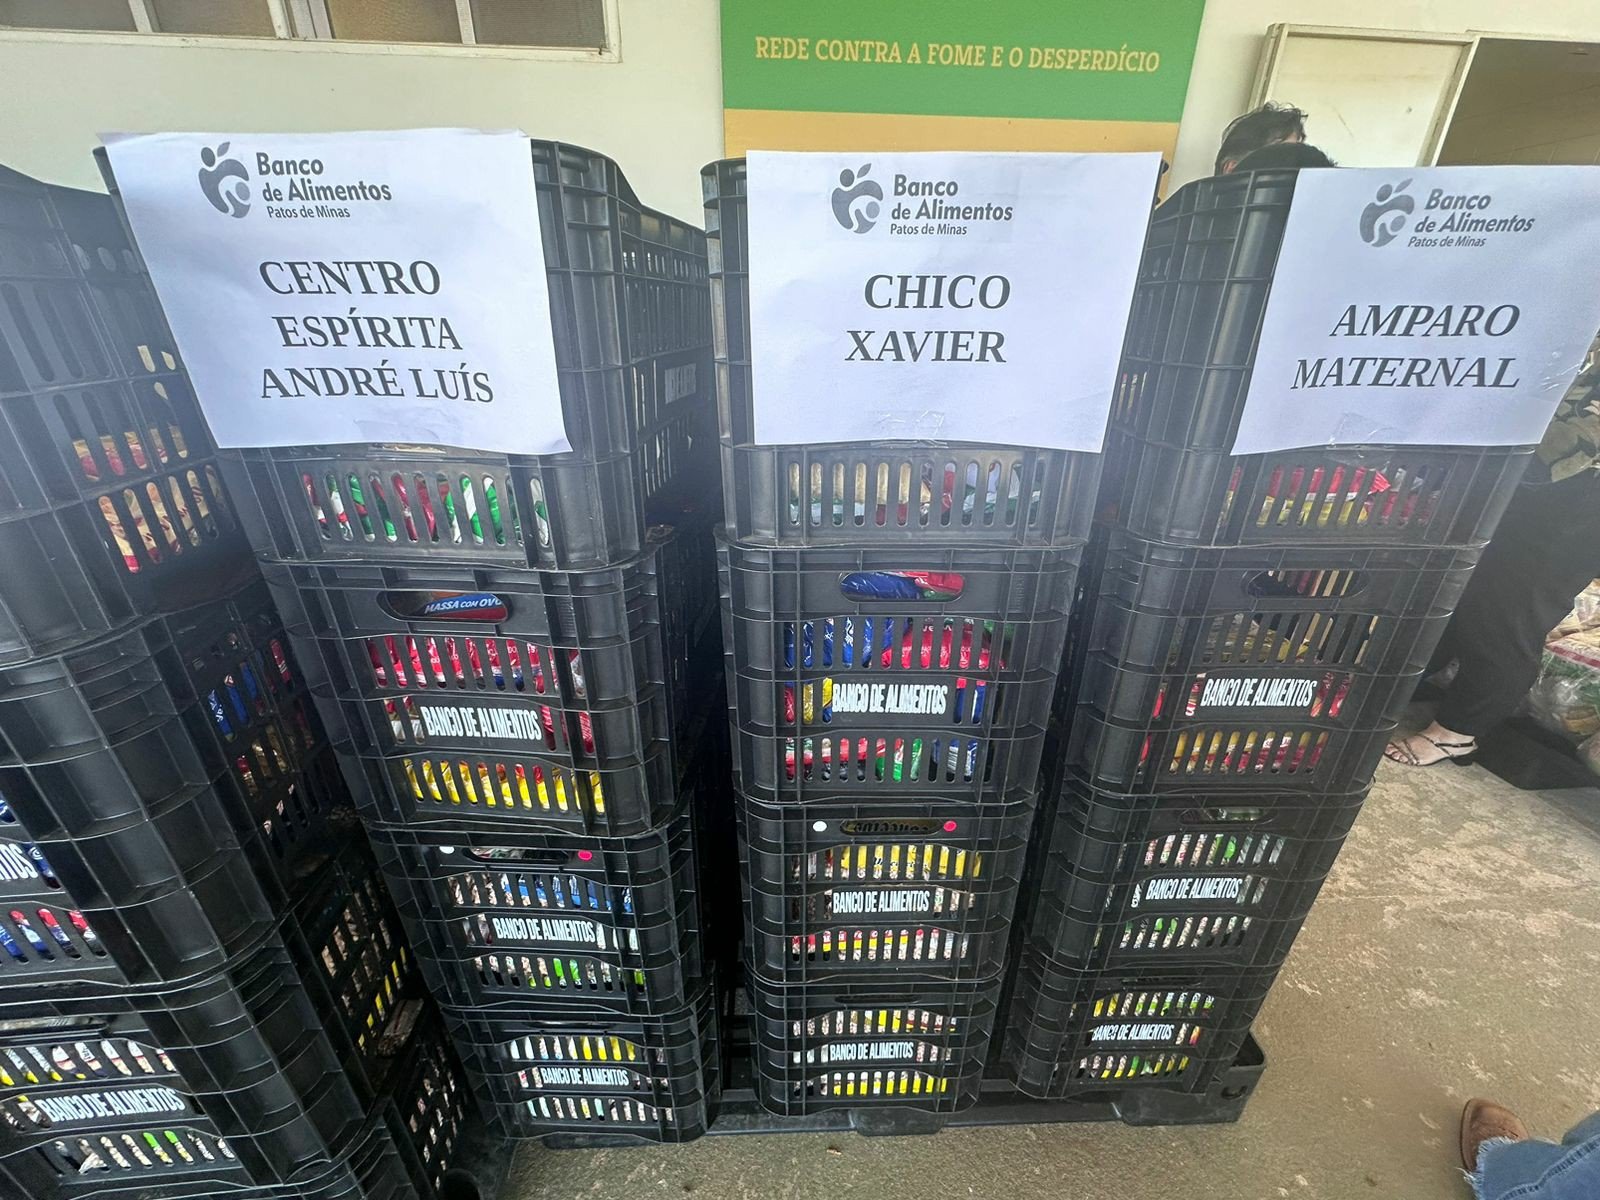 REDE CONTRA A FOME E O DESPERDÍCIO
Banco
de Alimentos
Patos de Minas
CENTRO
ESPÍRITA
ANDRÉ LUÍS
Banco
de Alimentos
Patos de Minas
CHICO
XAVIER
Banco
de Alimentos
Patos de Minas
AMPARO
MATERNAL
MASSA COM OVO
BANCO DE ALIMENTOS
BANCO DE ALIMENTOS
BANCO DE ALIMENTOS
BANCO DE ALIMENTOS
BANCO DE ALIMENTOS
BANCO DE ALIMENTOS
BANCO DE ALIMENTOS
BANCO DE ALIMENTOS
BANCO DE ALIMENTOS
BANCO DE ALIMENTOS